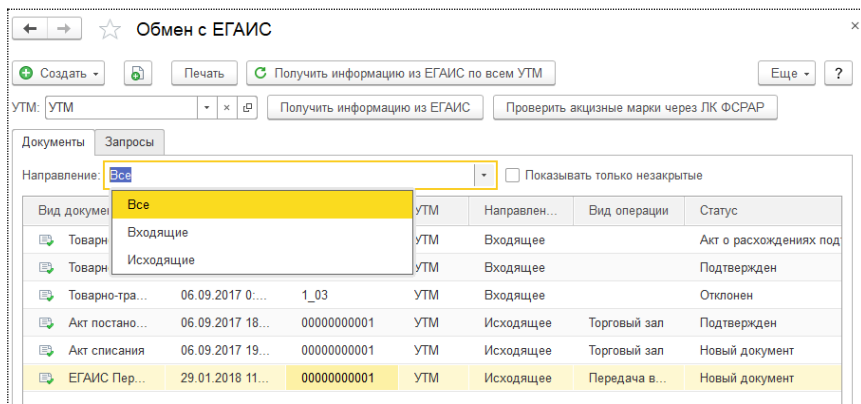 Обмен с ЕГАИС
Создать Печать Получить информацию из ЕГАИС по всем УТМ Еще ?
УТМ: УТМ Получить информацию из ЕГАИС Проверить акцизные марки через ЛК ФСРАР
Документы Запросы
Направление: Все Показывать только незакрытые
Все
Входящие
Исходящие
Вид докумен УТМ Направлен... Вид операции Статус
Товарн УТМ Входящее Акт о расхождениях под
Товарн УТМ Входящее Подтвержден
Товарно-тра... 06.09.2017 0:... 1_03 УТМ Входящее Отклонен
Акт постано... 06.09.2017 18... 00000000001 УТМ Исходящее Торговый зал Подтвержден
Акт списания 06.09.2017 19... 00000000001 УТМ Исходящее Торговый зал Новый документ
ЕГАИС Пер... 29.01.2018 11... 00000000001 УТМ Исходящее Передача в... Новый документ